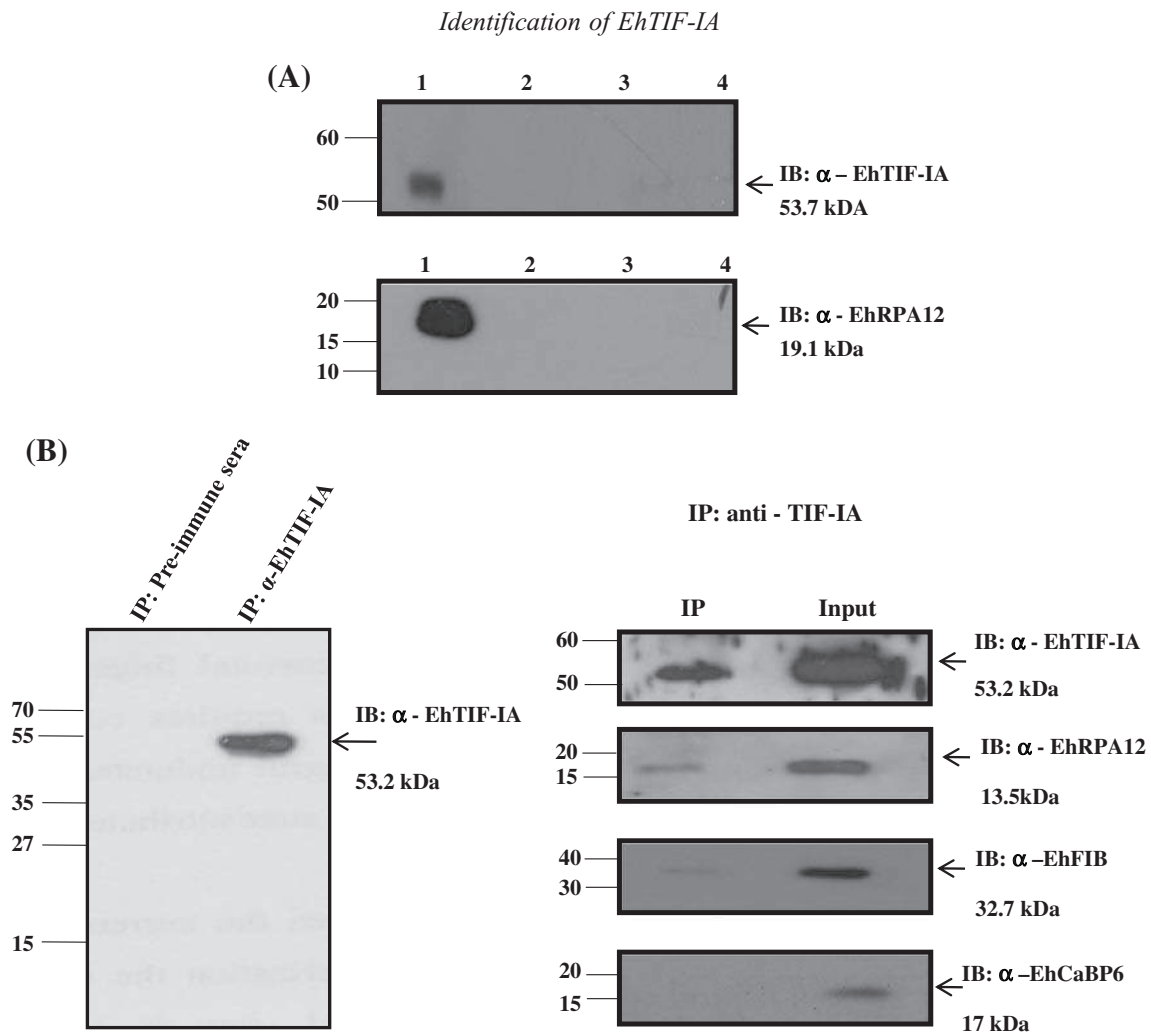 Identification of EhTIF-IA
(A)
1 2 3 4
60
50
IB: α – EhTIF-IA
53.7 kDA
1 2 3 4
20
15
10
IB: α - EhRPA12
19.1 kDa
(B)
IP: Pre-immune sera
IP: α-EhTIF-IA
70
55
35
27
15
IB: α - EhTIF-IA
53.2 kDa
IP: anti - TIF-IA
IP Input
60
50
IB: α - EhTIF-IA
53.2 kDa
20
15
IB: α - EhRPA12
13.5kDa
40
30
IB: α –EhFIB
32.7 kDa
20
15
IB: α –EhCaBP6
17 kDa